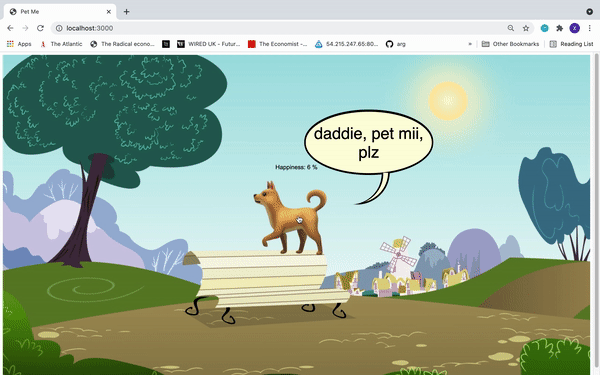 Pet Me
localhost:3000
Apps
The Atlantic
The Radical econo...
WIRED UK - Futur...
The Economist -...
54.215.247.65:80...
arg
»
Other Bookmarks
Reading List
Z
daddie, pet mii,
plz
Happiness: 6 %